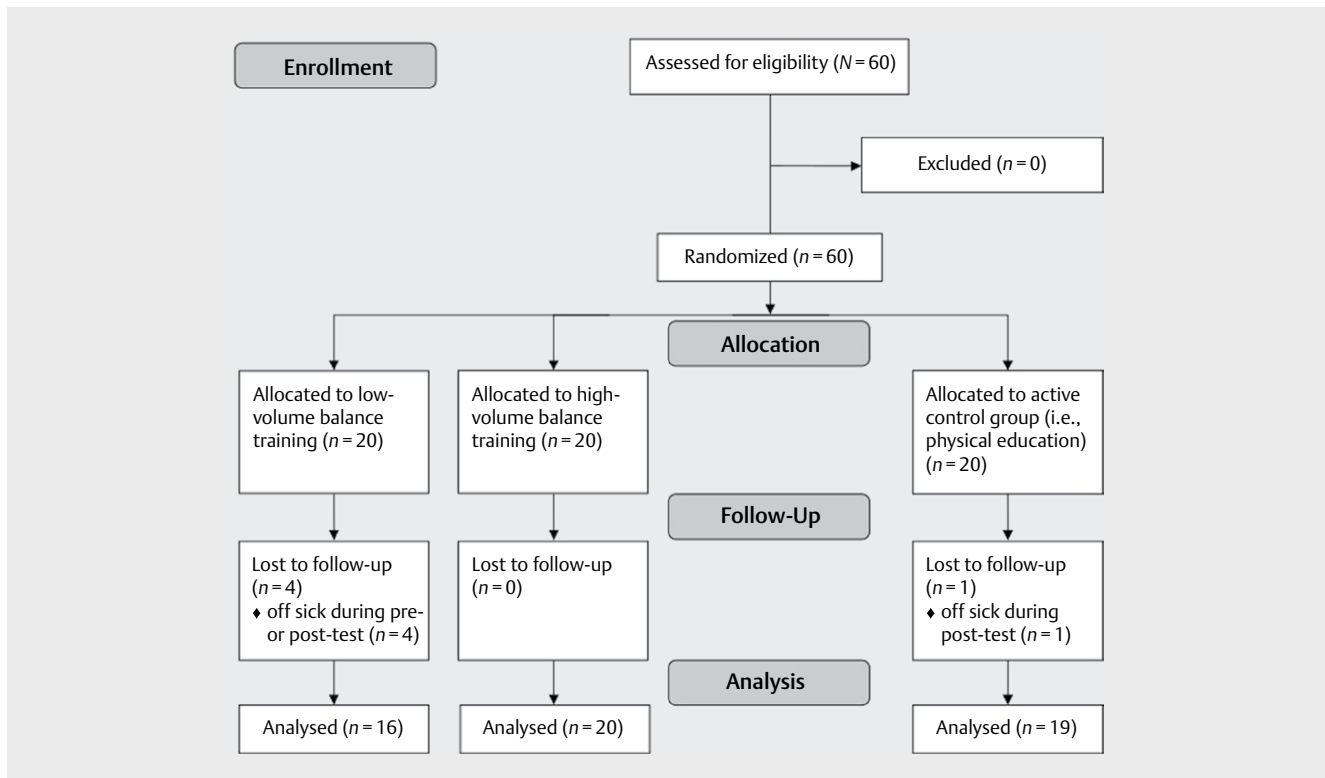 Enrollment
Assessed for eligibility (N = 60)
Excluded (n = 0)
Randomized (n = 60)
Allocation
Allocated to low-
volume balance
training (n = 20)
Allocated to high-
volume balance
training (n = 20)
Allocated to active
control group (i.e.,
physical education)
(n = 20)
Follow-Up
Lost to follow-up
(n = 4)
♦ off sick during pre-
or post-test (n = 4)
Lost to follow-up
(n = 0)
Lost to follow-up
(n = 1)
♦ off sick during
post-test (n = 1)
Analysis
Analysed (n = 16)
Analysed (n = 20)
Analysed (n = 19)